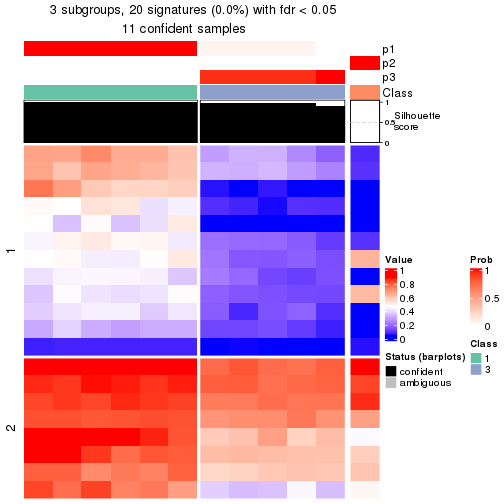 3 subgroups, 20 signatures (0.0%) with fdr < 0.05
11 confident samples
p1
p2
p3
Class
1
0.5
0
Silhouette
score
1
2
Value
1
0.8
0.6
0.4
0.2
0
Prob
1
0.5
0
Status (barplots)
confident
ambiguous
Class
1
3